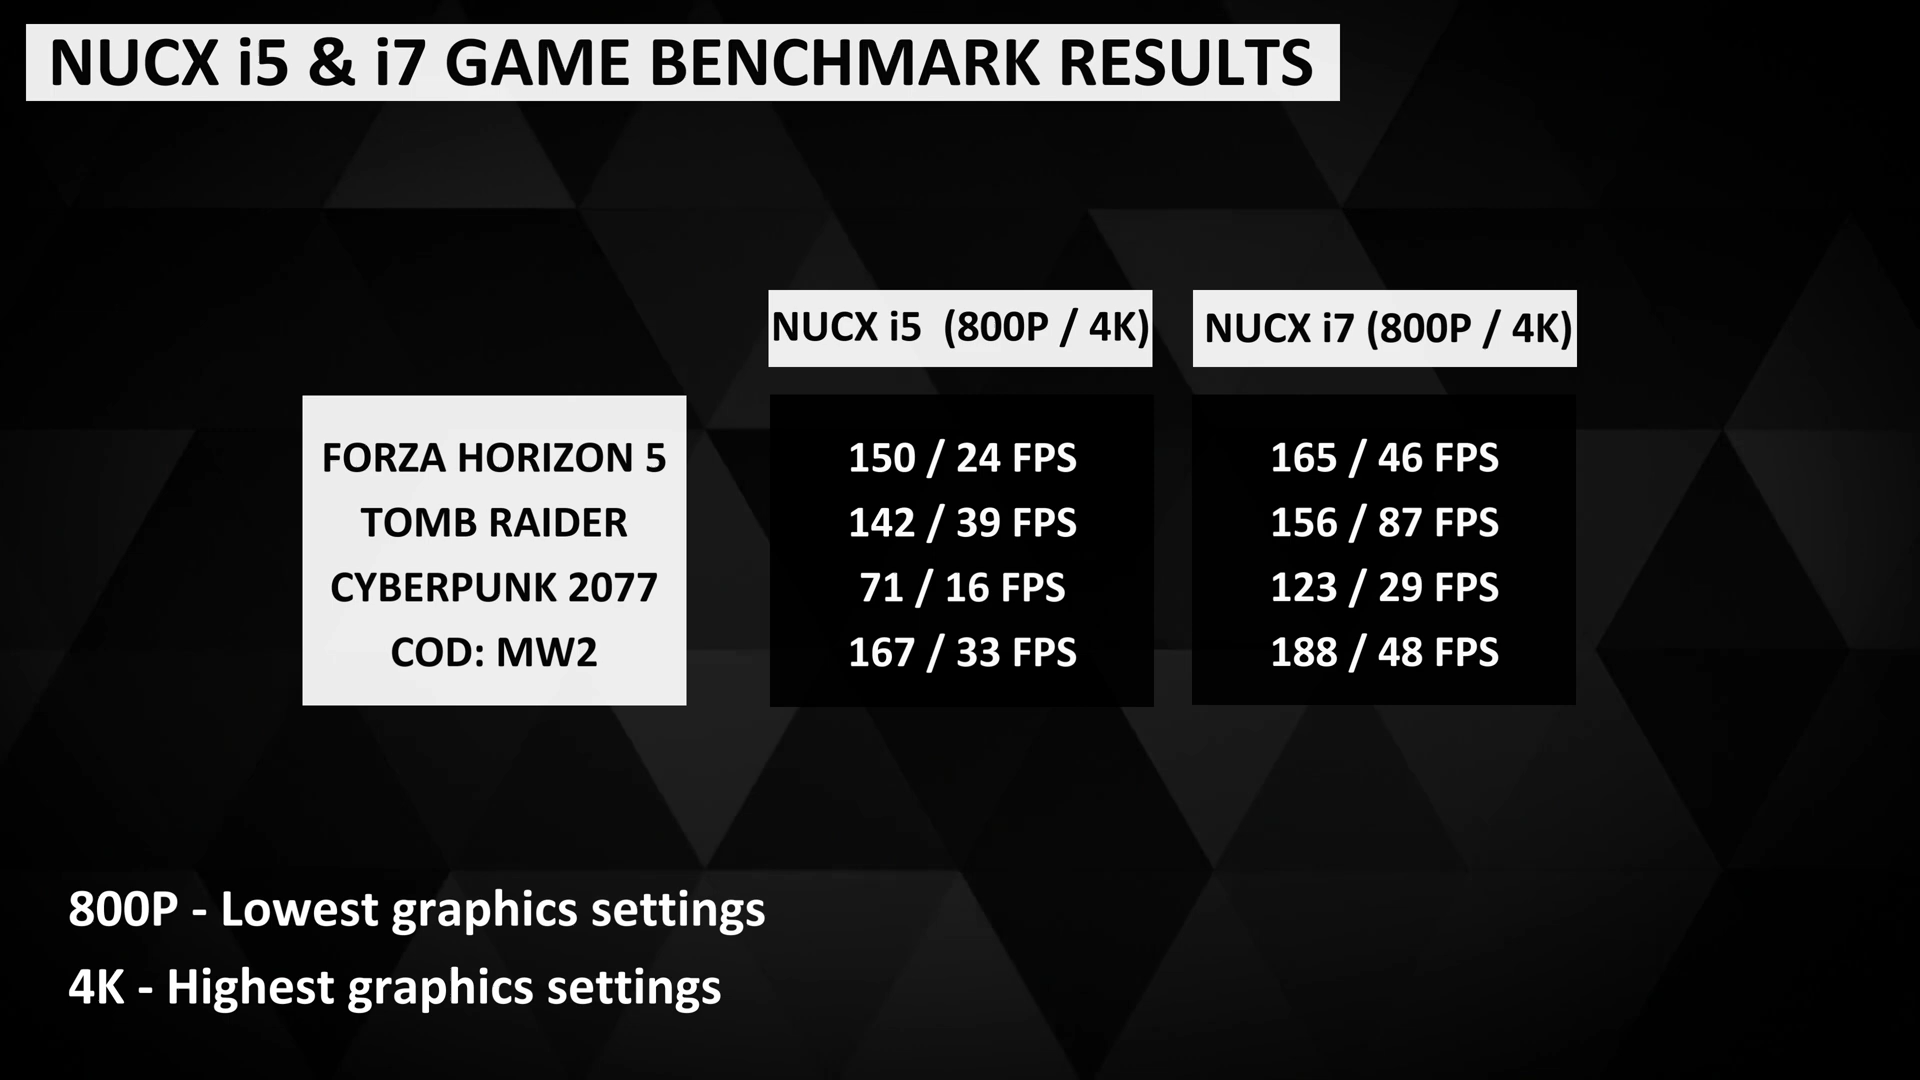 NUCX i5 & i7 GAME BENCHMARK RESULTS
NUCX i5 (800P / 4K) NUCX i7 (800P / 4K)
FORZA HORIZON 5 150 / 24 FPS 165 / 46 FPS
TOMB RAIDER 142 / 39 FPS 156 / 87 FPS
CYBERPUNK 2077 71 / 16 FPS 123 / 29 FPS
COD: MW2 167 / 33 FPS 188 / 48 FPS
800P - Lowest graphics settings
4K - Highest graphics settings